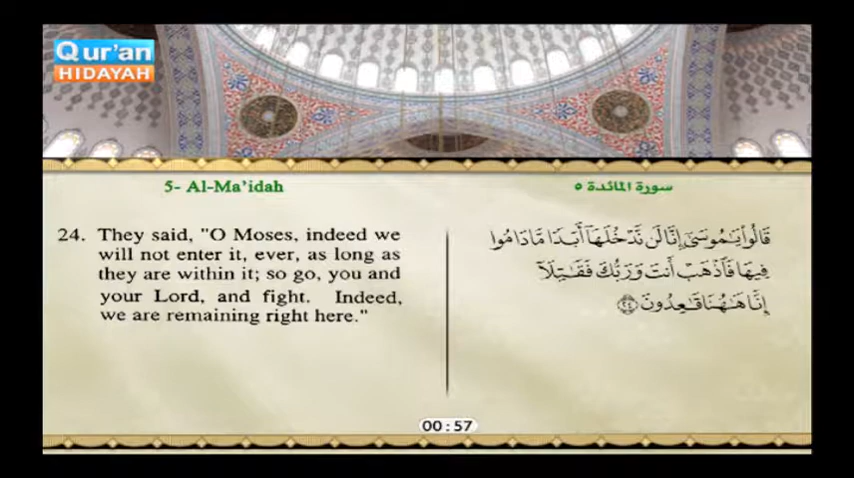 Qur'an
HIDAYAH
5- Al-Ma'idah
سورة المائدة ٥
24. They said, "O Moses, indeed we
will not enter it, ever, as long as
they are within it; so go, you and
your Lord, and fight. Indeed,
we are remaining right here."
قَالُوا۟ يَـٰمُوسَىٰٓ إِنَّا لَن نَّدْخُلَهَآ أَبَدًا مَّا دَامُوا۟
فِيهَا فَٱذْهَبْ أَنتَ وَرَبُّكَ فَقَـٰتِلَآ
إِنَّا هَـٰهُنَا قَـٰعِدُونَ ٢٤
00:57